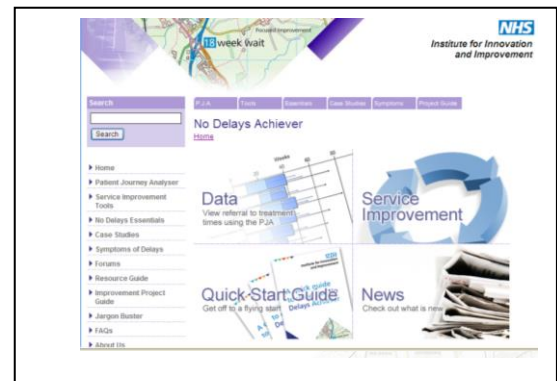 Focused improvement
18 week wait
NHS
Institute for Innovation
and Improvement
Search
Search
P J A
Tools
Essentials
Case Studies
Symptoms
Project Guide
No Delays Achiever
Home
Home
Patient Journey Analyser
Service Improvement
Tools
No Delays Essentials
Case Studies
Symptoms of Delays
Forums
Resource Guide
Improvement Project
Guide
Jargon Buster
FAQs
About Us
Data
View referral to treatment
times using the PJA
Service
Improvement
Quick Start Guide
Get off to a flying start
News
Check out what is new